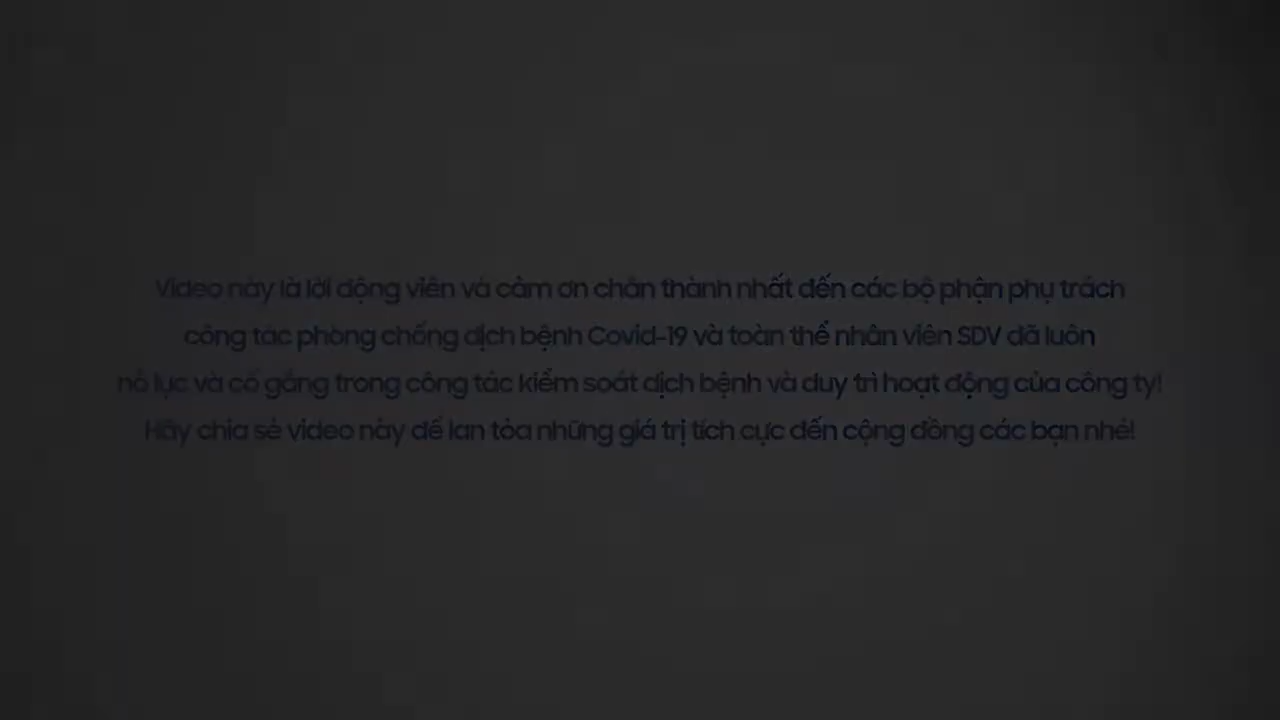 Video này là lời động viên và cảm ơn chân thành nhất đến các bộ phận phụ trách
công tác phòng chống dịch bệnh Covid-19 và toàn thể nhân viên SDV đã luôn
nỗ lực và cố gắng trong công tác kiểm soát dịch bệnh và duy trì hoạt động của công ty!
Hãy chia sẻ video này để lan tỏa những giá trị tích cực đến cộng đồng các bạn nhé!